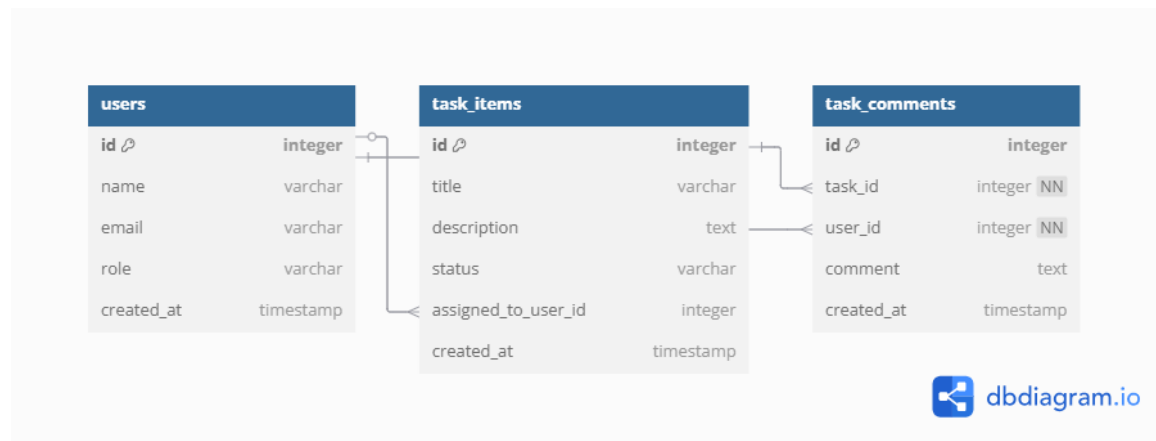 users
id integer
name varchar
email varchar
role varchar
created_at timestamp
task_items
id integer
title varchar
description text
status varchar
assigned_to_user_id integer
created_at timestamp
task_comments
id integer
task_id integer NN
user_id integer NN
comment text
created_at timestamp
dbdiagram.io